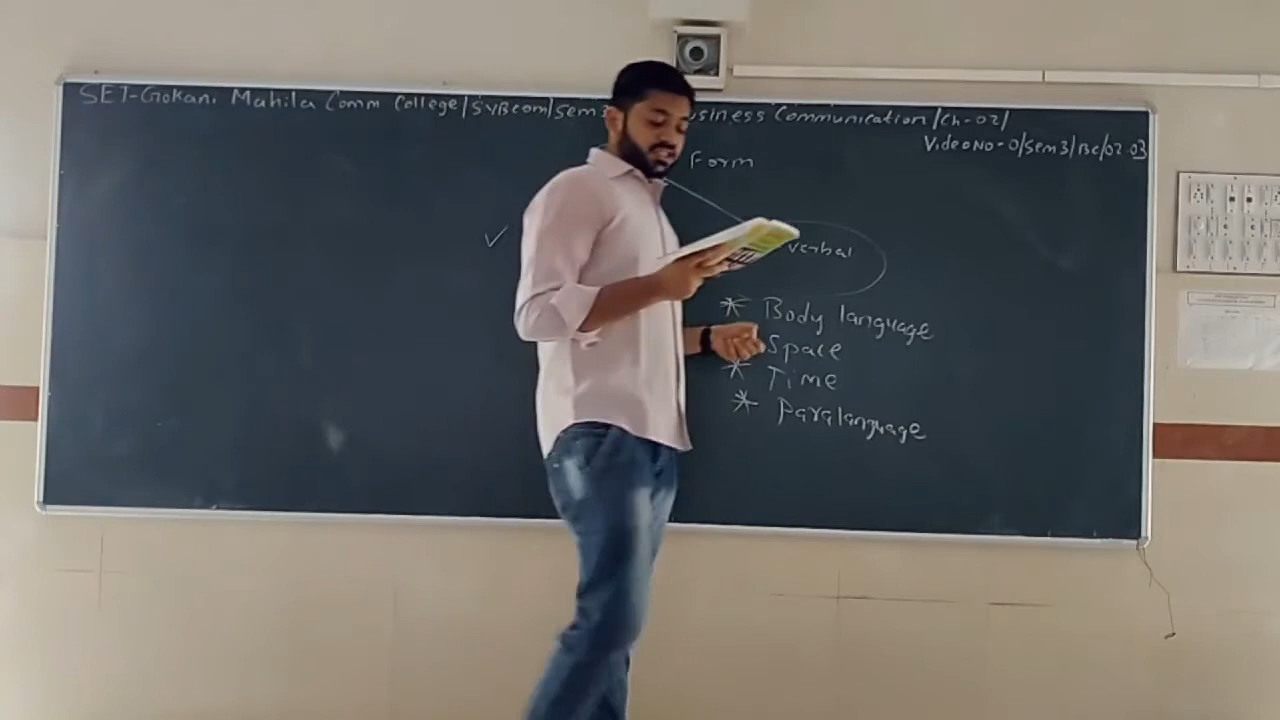 SET-Gokani Mahila Comm College/SyBcom/Sem 3 usiness Communication/Ch-02/
Video NO-0/Sem 3/BC/02.03
Form
verbal
* Body language
Space
* Time
* Paralanguage